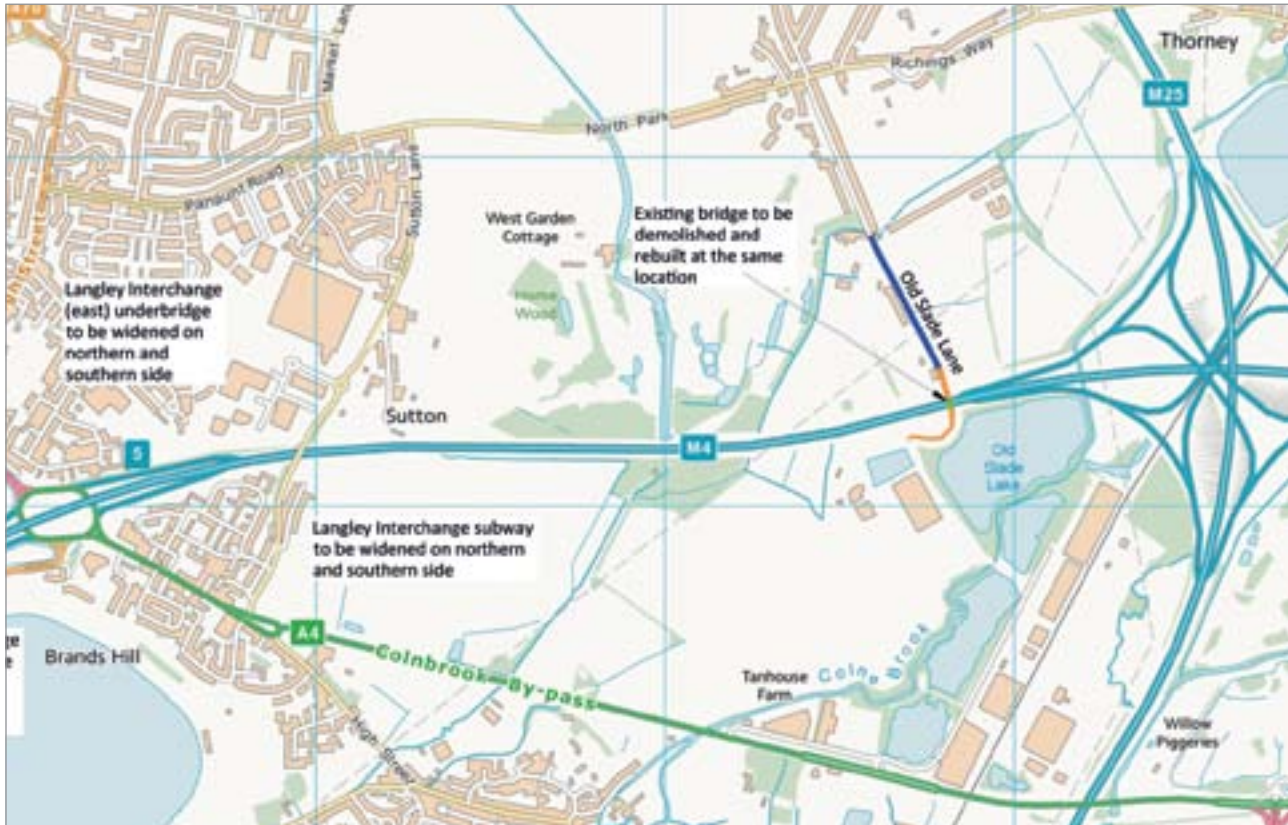 Market Lane
Richings Way
Thorney
M25
North Park
Parlaunt Road
Sutton Lane
West Garden
Cottage
Existing bridge to be
demolished and
rebuilt at the same
location
Home
Wood
Old Slade Lane
Langley Interchange
(east) underbridge
to be widened on
northern and
southern side
Sutton
5
M4
Old
Slade
Lake
Langley Interchange subway
to be widened on northern
and southern side
A4
Colnbrook By-pass
Brands Hill
High Street
Tanhouse
Farm
Colne Brook
Willow
Piggeries